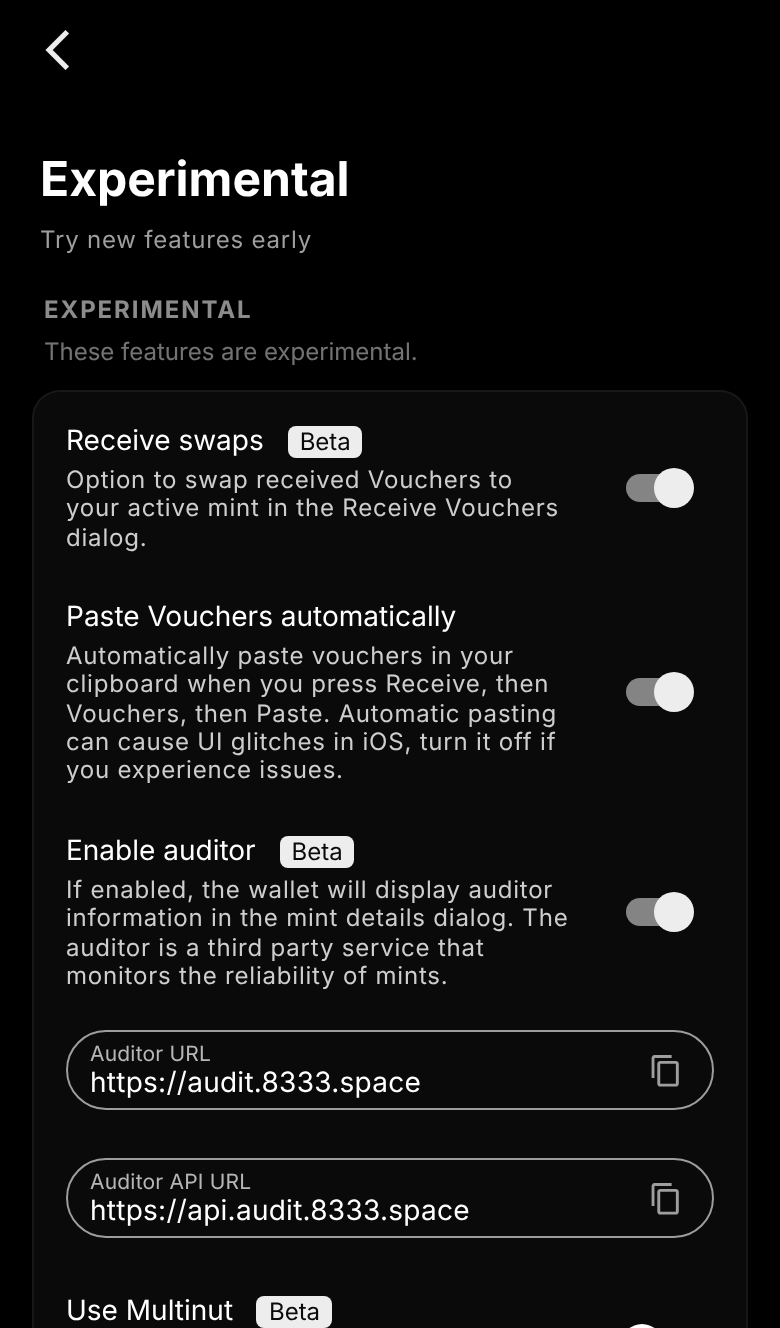 Experimental
Try new features early
EXPERIMENTAL
These features are experimental.
Receive swaps Beta
Option to swap received Vouchers to
your active mint in the Receive Vouchers
dialog.
Paste Vouchers automatically
Automatically paste vouchers in your
clipboard when you press Receive, then
Vouchers, then Paste. Automatic pasting
can cause UI glitches in iOS, turn it off if
you experience issues.
Enable auditor Beta
If enabled, the wallet will display auditor
information in the mint details dialog. The
auditor is a third party service that
monitors the reliability of mints.
Auditor URL
https://audit.8333.space
Auditor API URL
https://api.audit.8333.space
Use Multinut Beta